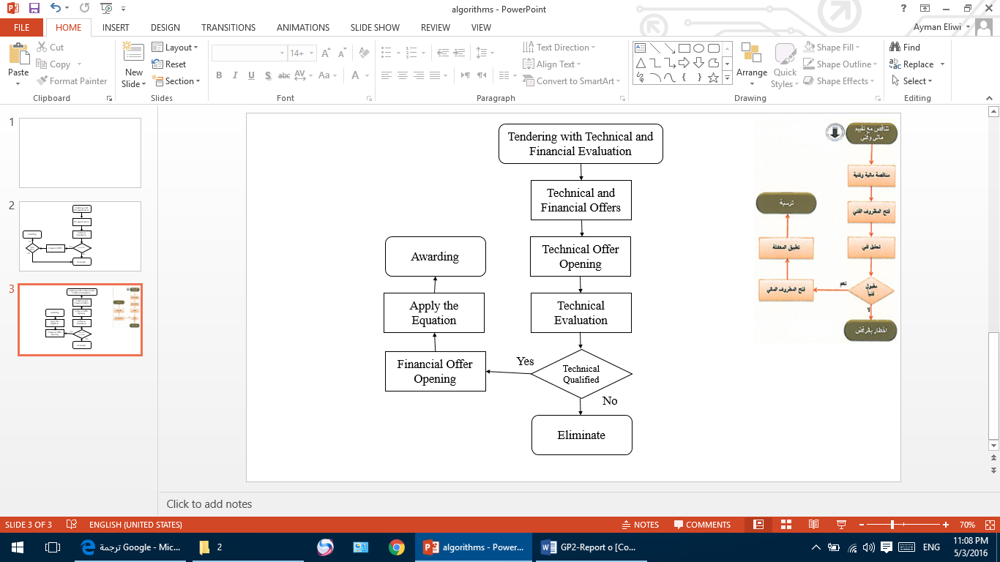 algorithms - PowerPoint
FILE
HOME
INSERT
DESIGN
TRANSITIONS
ANIMATIONS
SLIDE SHOW
REVIEW
VIEW
Ayman Eliwi
Paste
Cut
Copy
Format Painter
Clipboard
New
Slide
Layout
Reset
Section
Slides
14+
B I U S abc AV Aa A
Font
Text Direction
Align Text
Convert to SmartArt
Paragraph
Arrange
Quick
Styles
Shape Fill
Shape Outline
Shape Effects
Drawing
Find
Replace
Select
Editing
1
2
3
Tendering with Technical and
Financial Evaluation
Technical and
Financial Offers
Technical Offer
Opening
Technical
Evaluation
Technical
Qualified
Yes
No
Eliminate
Financial Offer
Opening
Apply the
Equation
Awarding
تناقص مع تقييد
مالي وفني
مناقصة مالية وفنية
فتح المظروف الفني
تحليل فني
مقبول
فنيا
نعم
لا
اخطار بالرفض
فتح المظروف المالي
تطبيق المعادلة
ترسية
Click to add notes
SLIDE 3 OF 3
ENGLISH (UNITED STATES)
NOTES
COMMENTS
70%
ترجمة Google - Mic...
2
algorithms - Power...
GP2-Report o [Co...
ENG
11:08 PM
5/3/2016